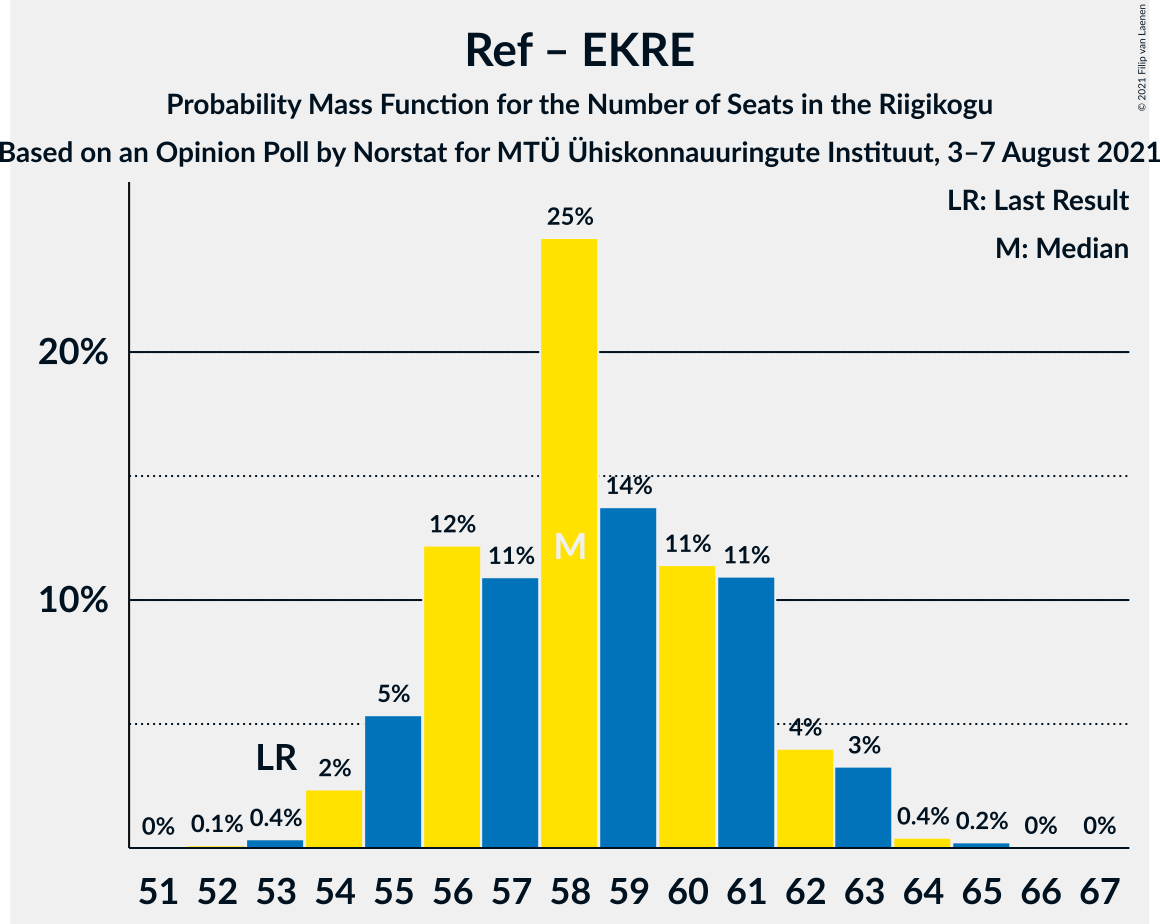 Ref – EKRE
Probability Mass Function for the Number of Seats in the Riigikogu
Based on an Opinion Poll by Norstat for MTÜ Ühiskonnauuringute Instituut, 3–7 August 2021
© 2021 Filip van Laenen
LR: Last Result
M: Median
25%
20%
14%
12%
M
11%
11%
11%
10%
5%
4%
3%
LR
2%
0%
0.1%
0.4%
0.4%
0.2%
0%
0%
51 52 53 54 55 56 57 58 59 60 61 62 63 64 65 66 67